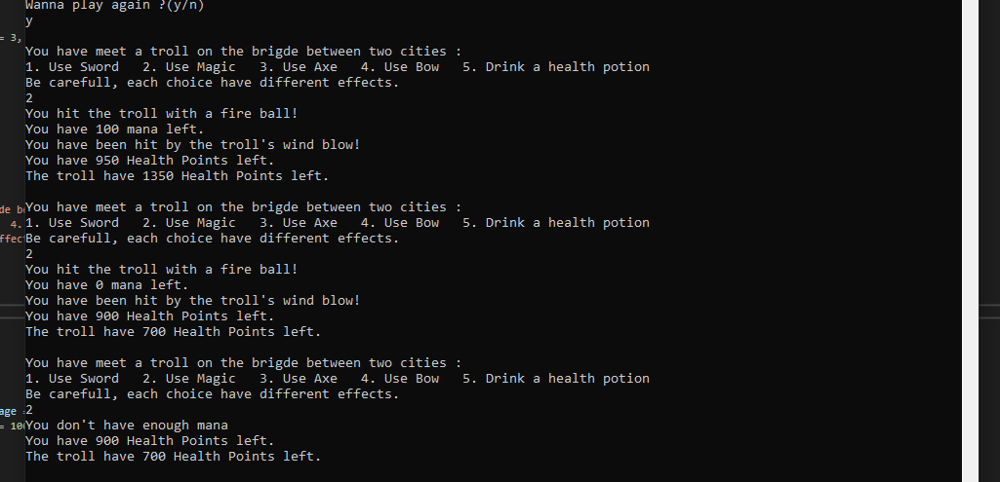 Wanna play again ?(y/n)
y
= 3,
You have meet a troll on the brigde between two cities :
1. Use Sword   2. Use Magic   3. Use Axe   4. Use Bow   5. Drink a health potion
Be carefull, each choice have different effects.
2
You hit the troll with a fire ball!
You have 100 mana left.
You have been hit by the troll's wind blow!
You have 950 Health Points left.
The troll have 1350 Health Points left.
de b
You have meet a troll on the brigde between two cities :
4.
1. Use Sword   2. Use Magic   3. Use Axe   4. Use Bow   5. Drink a health potion
ffec
Be carefull, each choice have different effects.
2
You hit the troll with a fire ball!
You have 0 mana left.
You have been hit by the troll's wind blow!
You have 900 Health Points left.
The troll have 700 Health Points left.
You have meet a troll on the brigde between two cities :
1. Use Sword   2. Use Magic   3. Use Axe   4. Use Bow   5. Drink a health potion
Be carefull, each choice have different effects.
age
2
= 10
You don't have enough mana
You have 900 Health Points left.
The troll have 700 Health Points left.